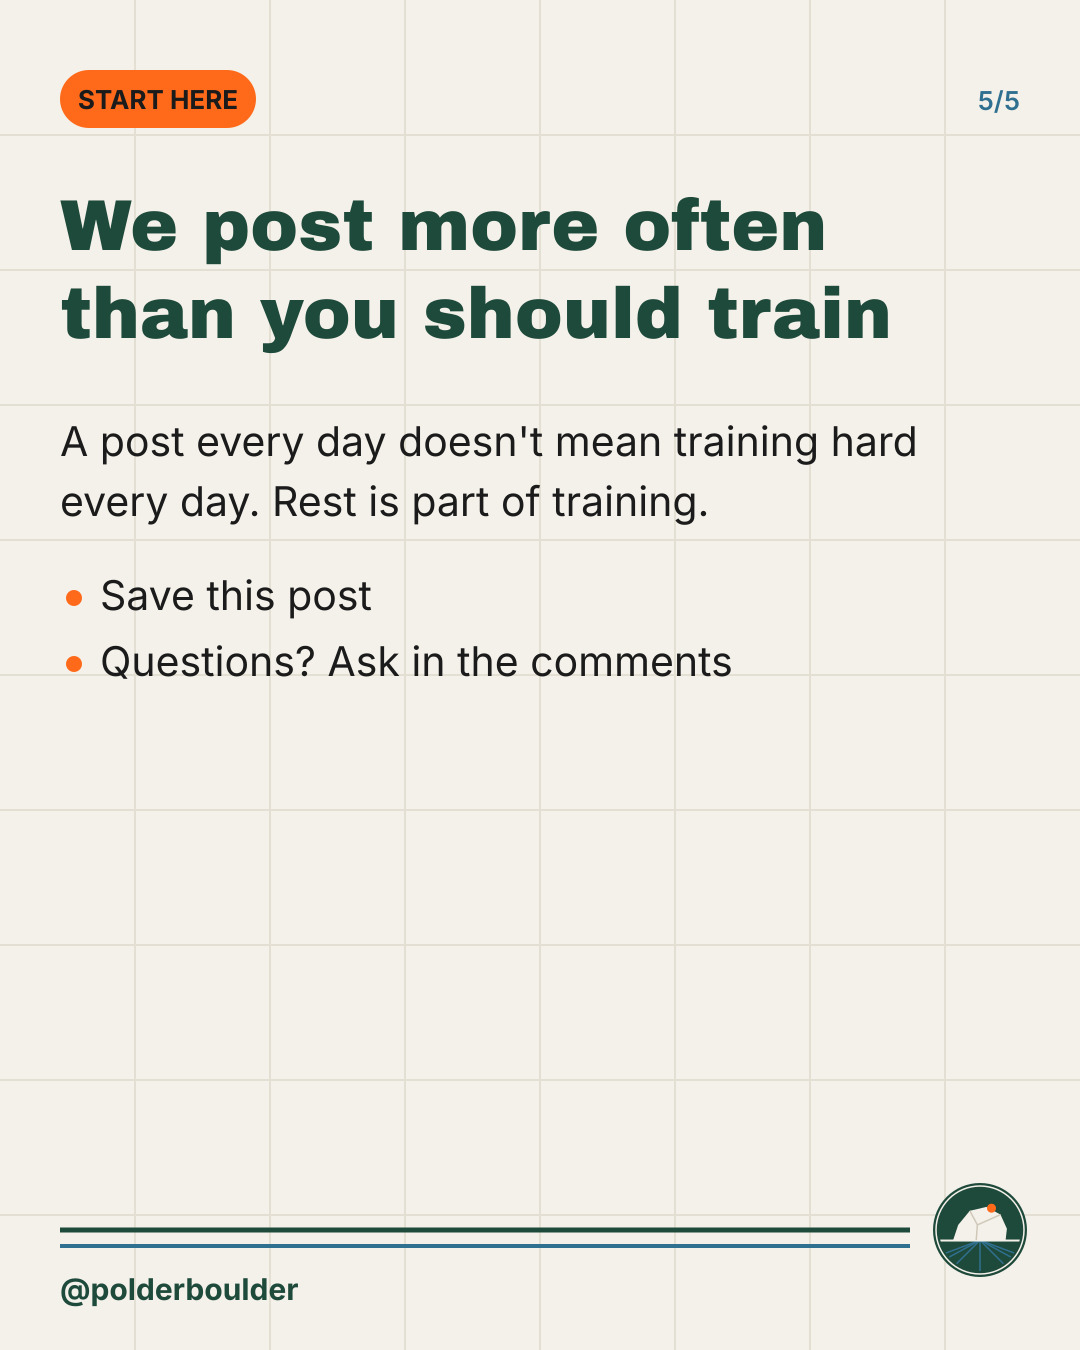 START HERE
5/5
We post more often
than you should train
A post every day doesn't mean training hard
every day. Rest is part of training.
Save this post
Questions? Ask in the comments
@polderboulder